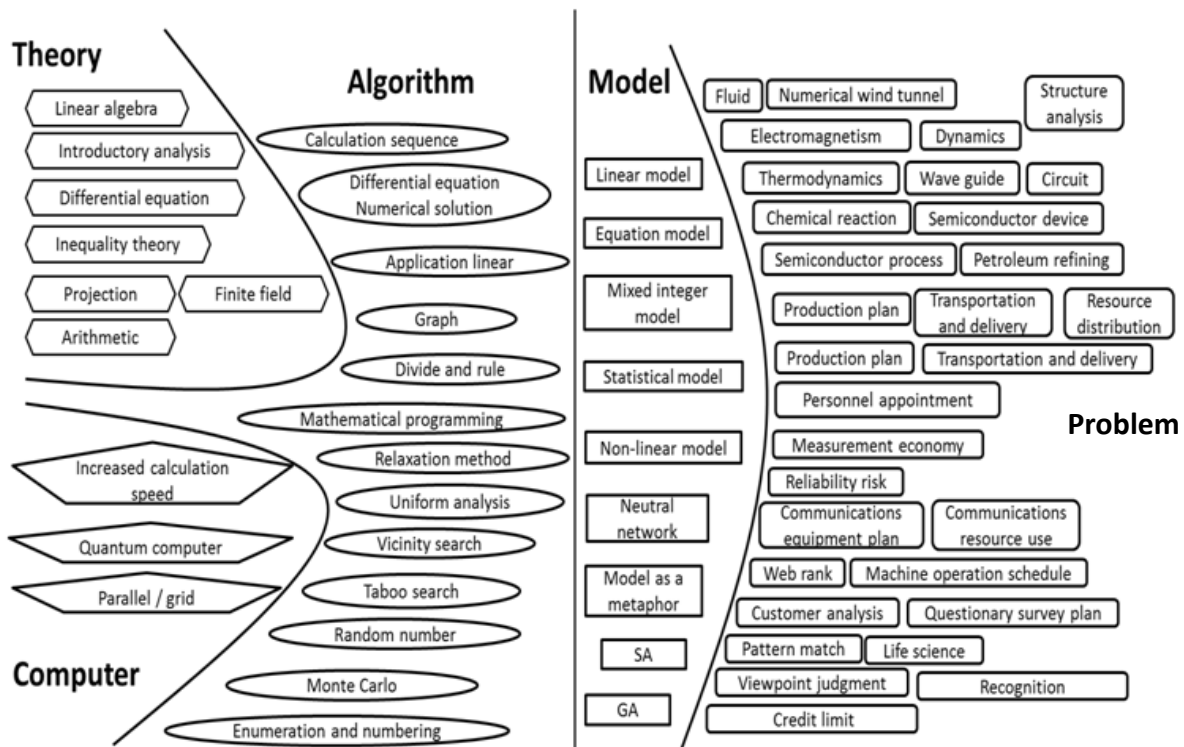 Theory
Linear algebra
Introductory analysis
Differential equation
Inequality theory
Projection
Finite field
Arithmetic
Increased calculation
speed
Quantum computer
Parallel / grid
Computer
Algorithm
Calculation sequence
Differential equation
Numerical solution
Application linear
Graph
Divide and rule
Mathematical programming
Relaxation method
Uniform analysis
Vicinity search
Taboo search
Random number
Monte Carlo
Enumeration and numbering
Model
Linear model
Equation model
Mixed integer
model
Statistical model
Non-linear model
Neutral
network
Model as a
metaphor
SA
GA
Fluid
Numerical wind tunnel
Structure
analysis
Electromagnetism
Dynamics
Thermodynamics
Wave guide
Circuit
Chemical reaction
Semiconductor device
Semiconductor process
Petroleum refining
Production plan
Transportation
and delivery
Resource
distribution
Production plan
Transportation and delivery
Personnel appointment
Problem
Measurement economy
Reliability risk
Communications
equipment plan
Communications
resource use
Web rank
Machine operation schedule
Customer analysis
Questionary survey plan
Pattern match
Life science
Viewpoint judgment
Recognition
Credit limit